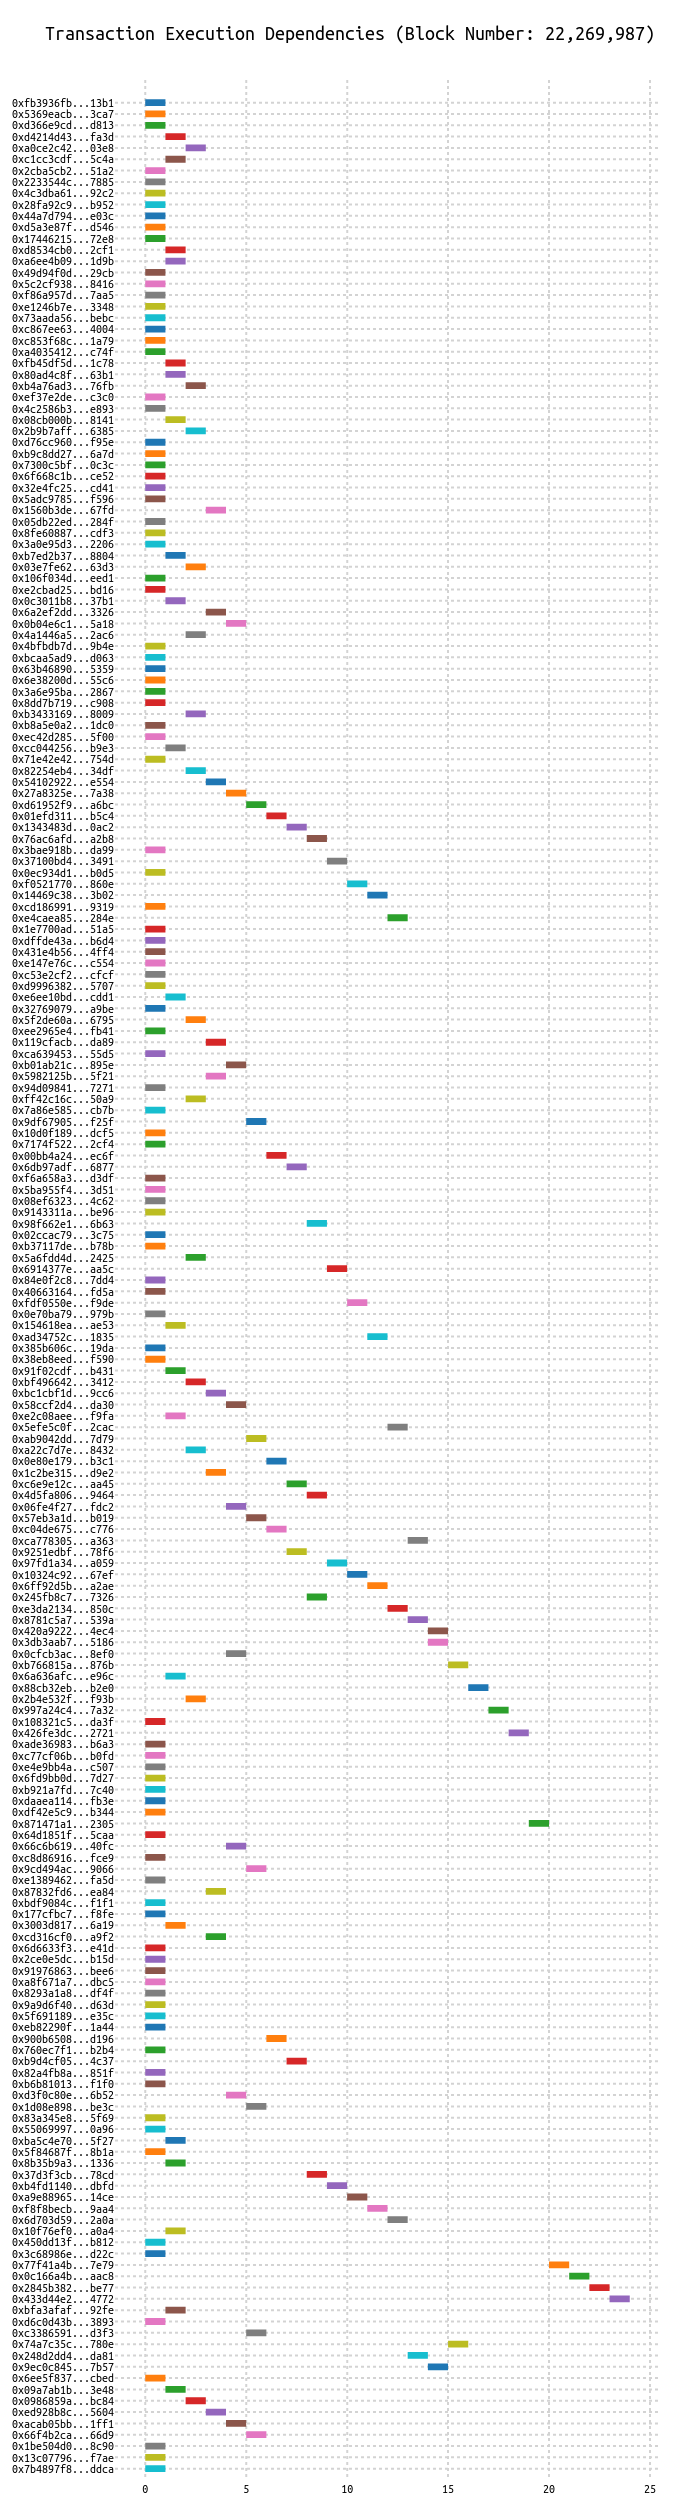 Transaction Execution Dependencies (Block Number: 22,269,987)
0xfb3936fb...13b1
0x5369eacb...3ca7
0xd366e9cd...d813
0xd4214d43...fa3d
0xa0ce2c42...03e8
0xc1cc3cdf...5c4a
0x2cba5cb2...51a2
0x2233544c...7885
0x4c3dba61...92c2
0x28fa92c9...b952
0x44a7d794...e03c
0xd5a3e87f...d546
0x17446215...72e8
0xd8534cb0...2cf1
0xa6ee4b09...1d9b
0x49d94f0d...29cb
0x5c2cf938...8416
0xf86a957d...7aa5
0xe1246b7e...3348
0x73aada56...bebc
0xc867ee63...4004
0xc853f68c...1a79
0xa4035412...c74f
0xfb45df5d...1c78
0x80ad4c8f...63b1
0xb4a76ad3...76fb
0xef37e2de...c3c0
0x4c2586b3...e893
0x08cb000b...8141
0x2b9b7aff...6385
0xd76cc960...f95e
0xb9c8dd27...6a7d
0x7300c5bf...0c3c
0x6f668c1b...ce52
0x32e4fc25...cd41
0x5adc9785...f596
0x1560b3de...67fd
0x05db22ed...284f
0x8fe60887...cdf3
0x3a0e95d3...2206
0xb7ed2b37...8804
0x03e7fe62...63d3
0x106f034d...eed1
0xe2cbad25...bd16
0x0c3011b8...37b1
0x6a2ef2dd...3326
0x0b04e6c1...5a18
0x4a1446a5...2ac6
0x4bfbdb7d...9b4e
0xbcaa5ad9...d063
0x63b46890...5359
0x6e38200d...55c6
0x3a6e95ba...2867
0x8dd7b719...c908
0xb3433169...8009
0xb8a5e0a2...1dc0
0xec42d285...5f00
0xcc044256...b9e3
0x71e42e42...754d
0x82254eb4...34df
0x54102922...e554
0x27a8325e...7a38
0xd61952f9...a6bc
0x01efd311...b5c4
0x1343483d...0ac2
0x76ac6afd...a2b8
0x3bae918b...da99
0x37100bd4...3491
0x0ec934d1...b0d5
0xf0521770...860e
0x14469c38...3b02
0xcd186991...9319
0xe4caea85...284e
0x1e7700ad...51a5
0xdffde43a...b6d4
0x431e4b56...4ff4
0xe147e76c...c554
0xc53e2cf2...cfcf
0xd9996382...5707
0xe6ee10bd...cdd1
0x32769079...a9be
0x5f2de60a...6795
0xee2965e4...fb41
0x119cfacb...da89
0xca639453...55d5
0xb01ab21c...895e
0x5982125b...5f21
0x94d09841...7271
0xff42c16c...50a9
0x7a86e585...cb7b
0x9df67905...f25f
0x10d0f189...dcf5
0x7174f522...2cf4
0x00bb4a24...ec6f
0x6db97adf...6877
0xf6a658a3...d3df
0x5ba955f4...3d51
0x08ef6323...4c62
0x9143311a...be96
0x98f662e1...6b63
0x02ccac79...3c75
0xb37117de...b78b
0x5a6fdd4d...2425
0x6914377e...aa5c
0x84e0f2c8...7dd4
0x40663164...fd5a
0xfdf0550e...f9de
0x0e70ba79...979b
0x154618ea...ae53
0xad34752c...1835
0x385b606c...19da
0x38eb8eed...f590
0x91f02cdf...b431
0xbf496642...3412
0xbc1cbf1d...9cc6
0x58ccf2d4...da30
0xe2c08aee...f9fa
0x5efe5c0f...2cac
0xab9042dd...7d79
0xa22c7d7e...8432
0x0e80e179...b3c1
0x1c2be315...d9e2
0xc6e9e12c...aa45
0x4d5fa806...9464
0x06fe4f27...fdc2
0x57eb3a1d...b019
0xc04de675...c776
0xca778305...a363
0x9251edbf...78f6
0x97fd1a34...a059
0x10324c92...67ef
0x6ff92d5b...a2ae
0x245fb8c7...7326
0xe3da2134...850c
0x8781c5a7...539a
0x420a9222...4ec4
0x3db3aab7...5186
0x0cfcb3ac...8ef0
0xb766815a...876b
0x6a636afc...e96c
0x88cb32eb...b2e0
0x2b4e532f...f93b
0x997a24c4...7a32
0x108321c5...da3f
0x426fe3dc...2721
0xade36983...b6a3
0xc77cf06b...b0fd
0xe4e9bb4a...c507
0x6fd9bb0d...7d27
0xb921a7fd...7c40
0xdaaea114...fb3e
0xdf42e5c9...b344
0x871471a1...2305
0x64d1851f...5caa
0x66c6b619...40fc
0xc8d86916...fce9
0x9cd494ac...9066
0xe1389462...fa5d
0x87832fd6...ea84
0xbdf9084c...f1f1
0x177cfbc7...f8fe
0x3003d817...6a19
0xcd316cf0...a9f2
0x6d6633f3...e41d
0x2ce0e5dc...b15d
0x91976863...bee6
0xa8f671a7...dbc5
0x8293a1a8...df4f
0x9a9d6f40...d63d
0x5f691189...e35c
0xeb82290f...1a44
0x900b6508...d196
0x760ec7f1...b2b4
0xb9d4cf05...4c37
0x82a4fb8a...851f
0xb6b81013...f1f0
0xd3f0c80e...6b52
0x1d08e898...be3c
0x83a345e8...5f69
0x55069997...0a96
0xba5c4e70...5f27
0x5f84687f...8b1a
0x8b35b9a3...1336
0x37d3f3cb...78cd
0xb4fd1140...dbfd
0xa9e88965...14ce
0xf8f8becb...9aa4
0x6d703d59...2a0a
0x10f76ef0...a0a4
0x450dd13f...b812
0x3c68986e...d22c
0x77f41a4b...7e79
0x0c166a4b...aac8
0x2845b382...be77
0x433d44e2...4772
0xbfa3afaf...92fe
0xd6c0d43b...3893
0xc3386591...d3f3
0x74a7c35c...780e
0x248d2dd4...da81
0x9ec0c845...7b57
0x6ee5f837...cbed
0x09a7ab1b...3e48
0x0986859a...bc84
0xed928b8c...5604
0xacab05bb...1ff1
0x66f4b2ca...66d9
0x1be504d0...8c90
0x13c07796...f7ae
0x7b4897f8...ddca
0 5 10 15 20 25